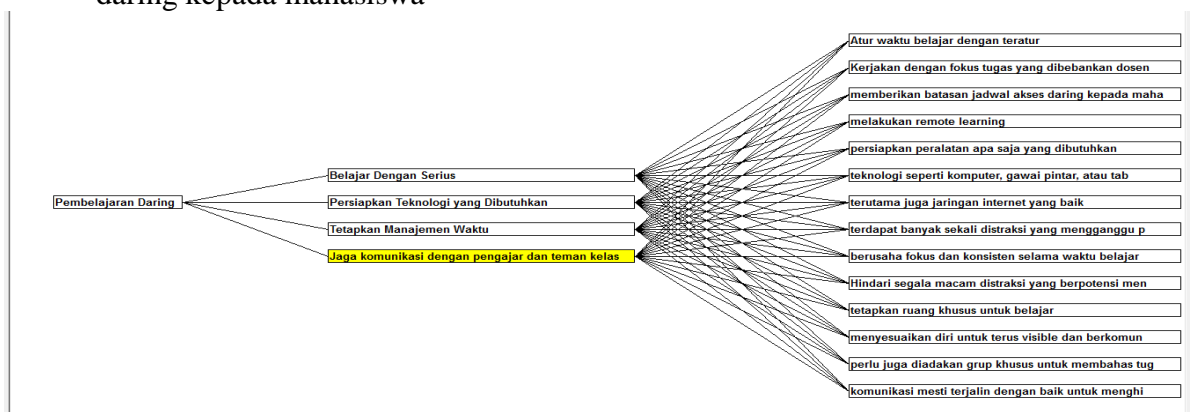 daring kepada mahasiswa
Pembelajaran Daring
Belajar Dengan Serius
Persiapkan Teknologi yang Dibutuhkan
Tetapkan Manajemen Waktu
Jaga komunikasi dengan pengajar dan teman kelas
Atur waktu belajar dengan teratur
Kerjakan dengan fokus tugas yang dibebankan dosen
memberikan batasan jadwal akses daring kepada maha
melakukan remote learning
persiapkan peralatan apa saja yang dibutuhkan
teknologi seperti komputer, gawai pintar, atau tab
terutama juga jaringan internet yang baik
terdapat banyak sekali distraksi yang mengganggu p
berusaha fokus dan konsisten selama waktu belajar
Hindari segala macam distraksi yang berpotensi men
tetapkan ruang khusus untuk belajar
menyesuaikan diri untuk terus visible dan berkomun
perlu juga diadakan grup khusus untuk membahas tug
komunikasi mesti terjalin dengan baik untuk menghi